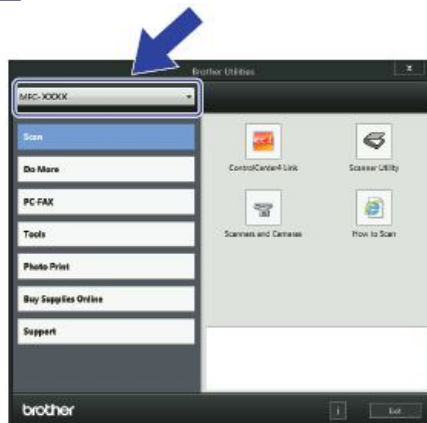 Brother Utilities
X
MFC-XXXX
Scan
Do More
PC-FAX
Tools
Photo Print
Buy Supplies Online
Support
ControlCenter4 Link
Scanner Utility
Scanners and Cameras
How to Scan
brother
i
Exit